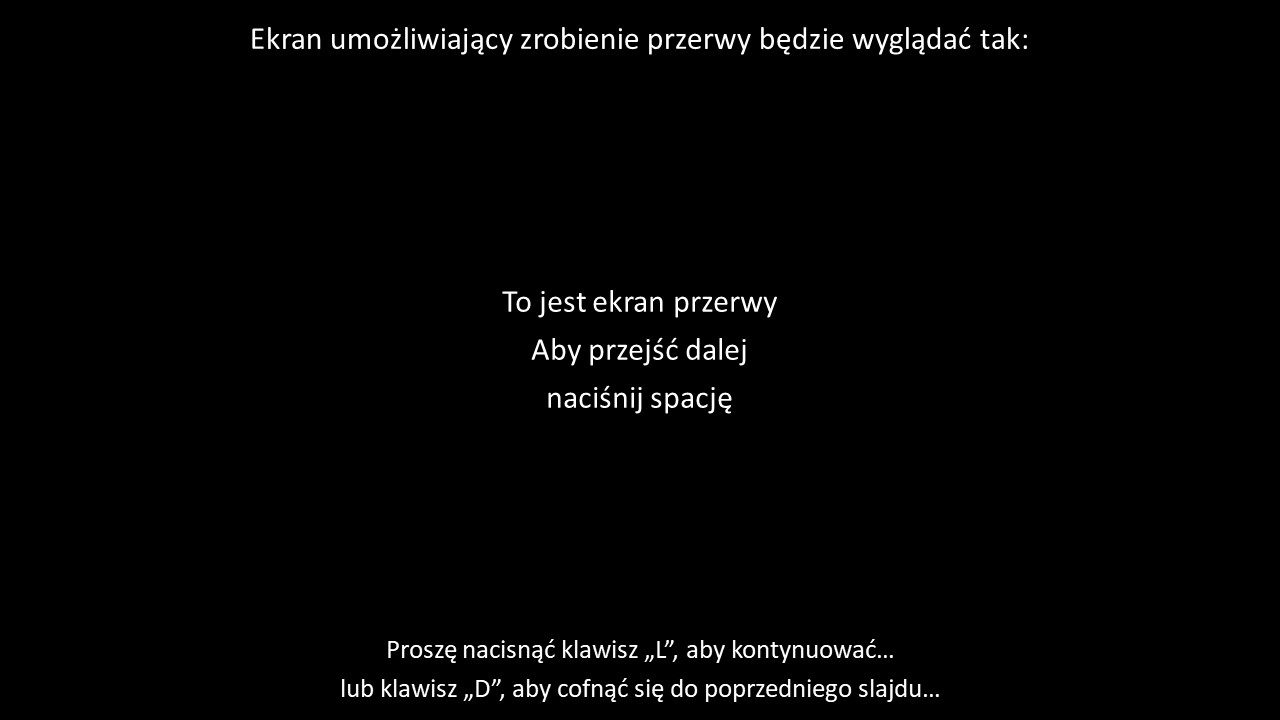 Ekran umożliwiający zrobienie przerwy będzie wyglądać tak:
To jest ekran przerwy
Aby przejść dalej
naciśnij spację
Proszę nacisnąć klawisz „L”, aby kontynuować…
lub klawisz „D”, aby cofnąć się do poprzedniego slajdu…